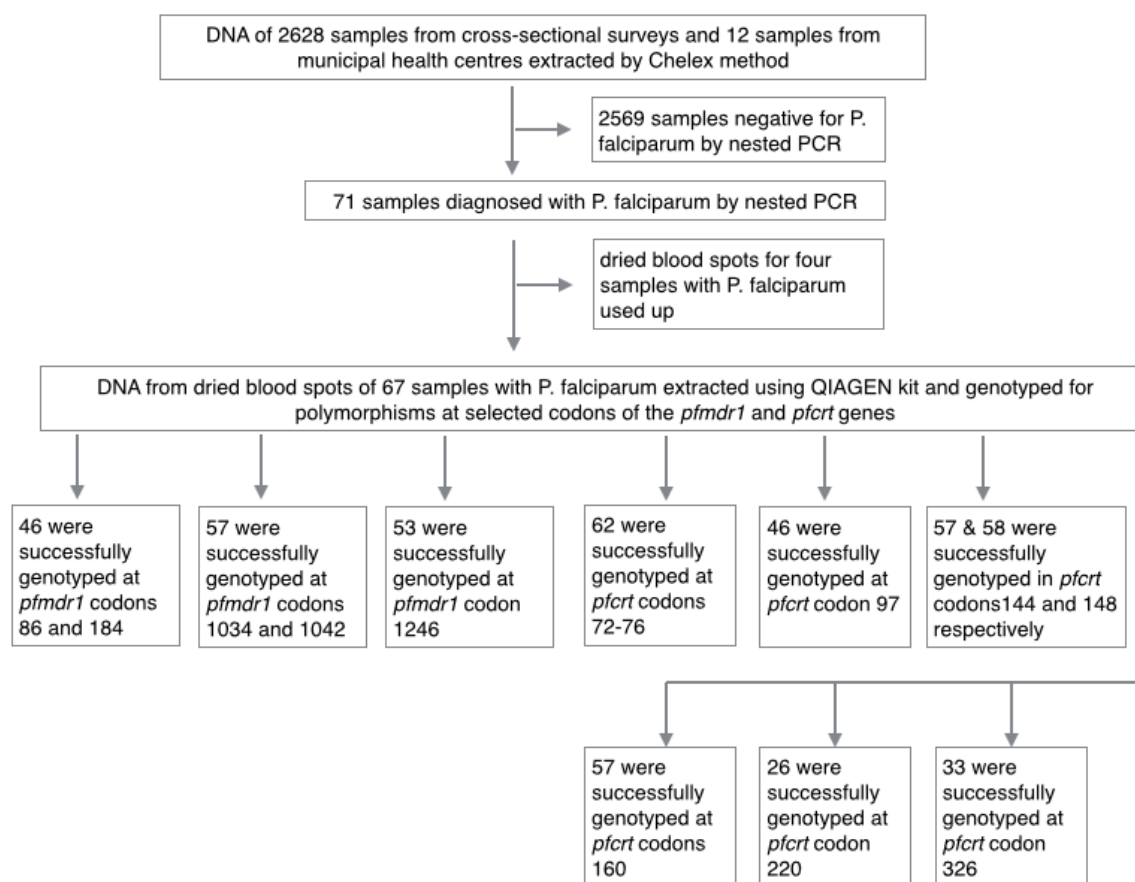 DNA of 2628 samples from cross-sectional surveys and 12 samples from
municipal health centres extracted by Chelex method
2569 samples negative for P.
falciparum by nested PCR
71 samples diagnosed with P. falciparum by nested PCR
dried blood spots for four
samples with P. falciparum
used up
DNA from dried blood spots of 67 samples with P. falciparum extracted using QIAGEN kit and genotyped for
polymorphisms at selected codons of the pfmdr1 and pfcrt genes
46 were
successfully
genotyped at
pfmdr1 codons
86 and 184
57 were
successfully
genotyped at
pfmdr1 codons
1034 and 1042
53 were
successfully
genotyped at
pfmdr1 codon
1246
62 were
successfully
genotyped at
pfcrt codons
72-76
46 were
successfully
genotyped at
pfcrt codon 97
57 & 58 were
successfully
genotyped in pfcrt
codons144 and 148
respectively
57 were
successfully
genotyped at
pfcrt codons
160
26 were
successfully
genotyped at
pfcrt codon
220
33 were
successfully
genotyped at
pfcrt codon
326